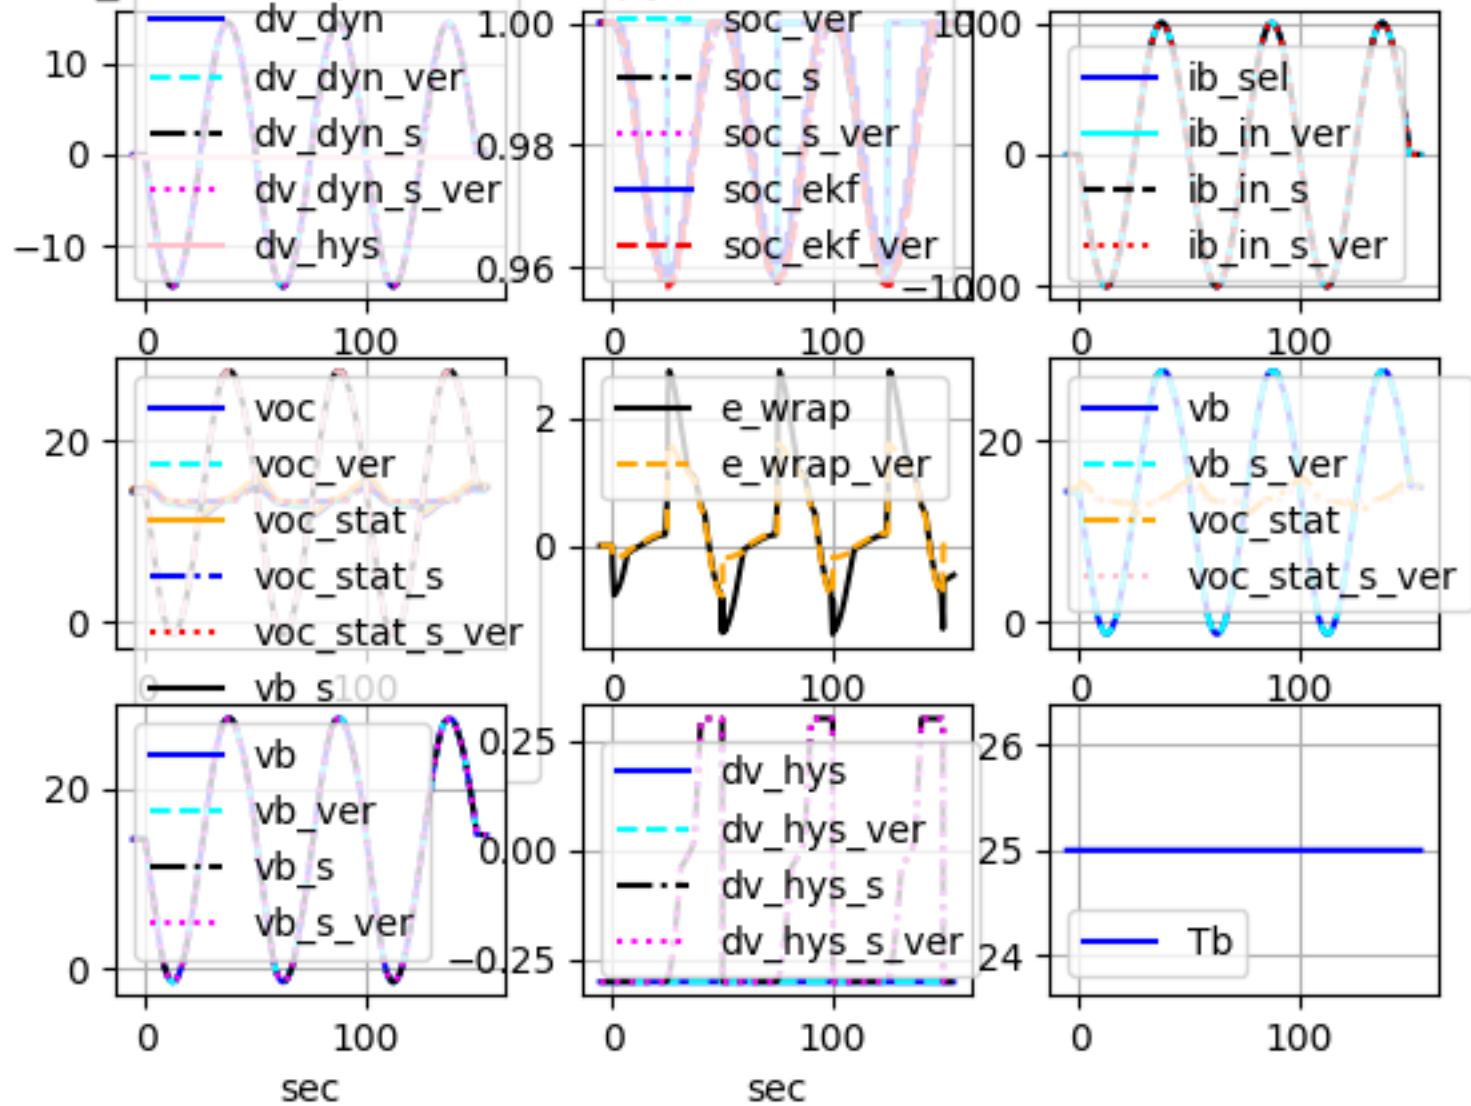 10
0
−10
dv_dyn
dv_dyn_ver
dv_dyn_s
dv_dyn_s_ver
dv_hys
0
100
1.00
0.98
0.96
soc_ver
soc_s
soc_s_ver
soc_ekf
soc_ekf_ver
0
100
1000
0
−1000
ib_sel
ib_in_ver
ib_in_s
ib_in_s_ver
0
100
20
0
voc
voc_ver
voc_stat
voc_stat_s
voc_stat_s_ver
vb_s
0
100
2
0
e_wrap
e_wrap_ver
0
100
20
0
vb
vb_s_ver
voc_stat
voc_stat_s_ver
0
100
20
0
vb
vb_ver
vb_s
vb_s_ver
0
100
sec
0.25
0.00
−0.25
dv_hys
dv_hys_ver
dv_hys_s
dv_hys_s_ver
0
100
sec
26
25
24
Tb
0
100